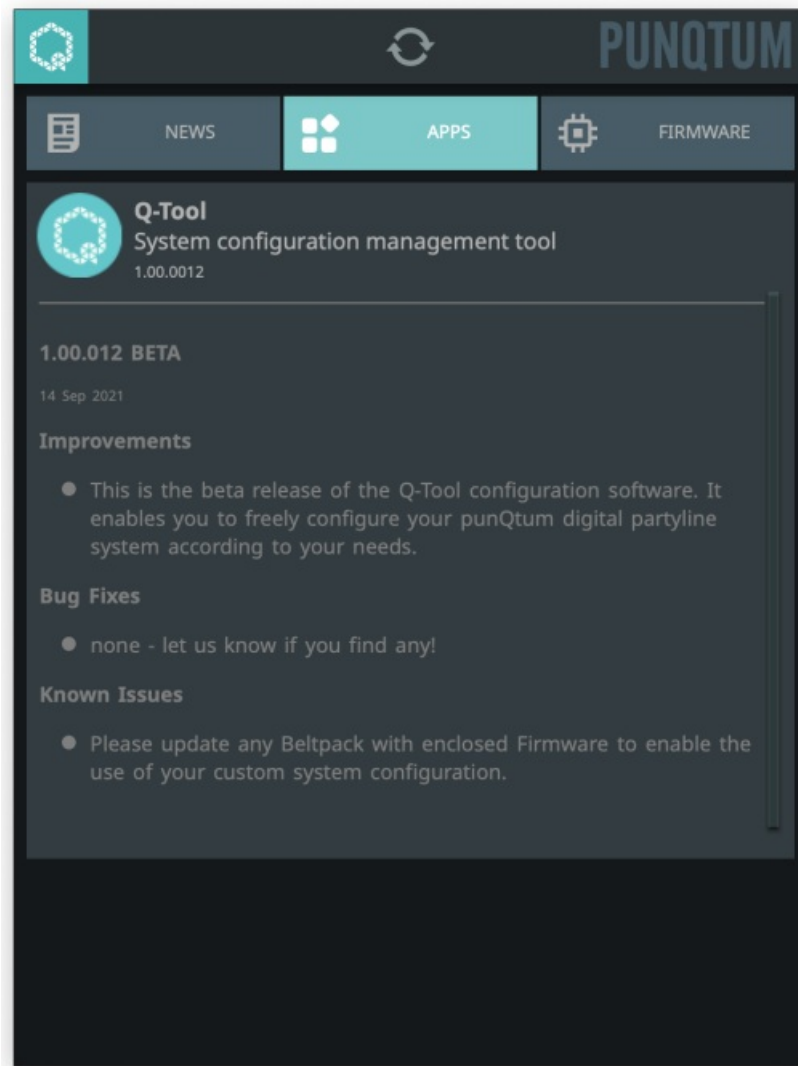 PUNQTUM
NEWS
APPS
FIRMWARE
Q-Tool
System configuration management tool
1.00.0012
1.00.012 BETA
14 Sep 2021
Improvements
● This is the beta release of the Q-Tool configuration software. It
enables you to freely configure your punQtum digital partyline
system according to your needs.
Bug Fixes
● none - let us know if you find any!
Known Issues
● Please update any Beltpack with enclosed Firmware to enable the
use of your custom system configuration.